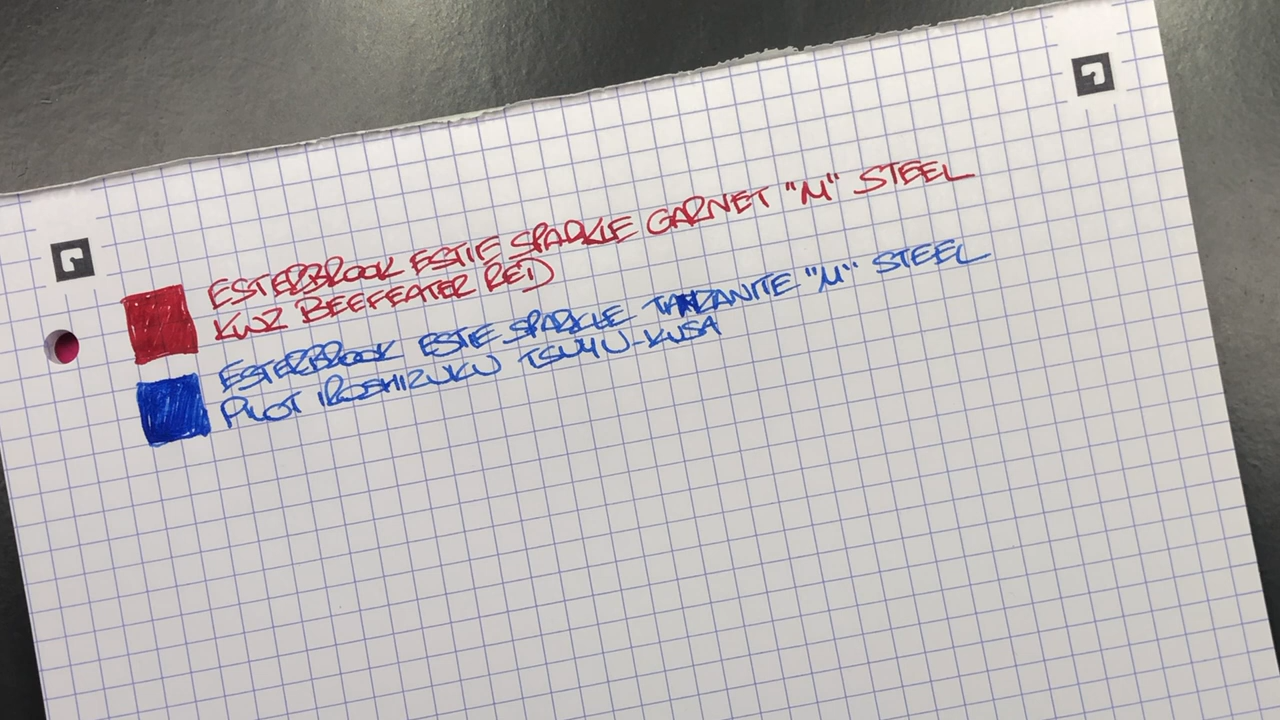 ESTERBROOK ESTIE SPARKLE GARNET "M" STEEL
KWZ BEEFEATER RED
ESTERBROOK ESTIE SPARKLE TANZANITE "M" STEEL
PILOT IROSHIZUKU TSUYU-KUSA